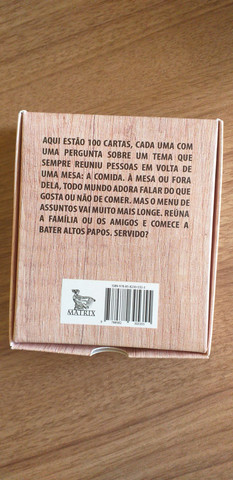 AQUI ESTÃO 100 CARTAS, CADA UMA COM
UMA PERGUNTA SOBRE UM TEMA QUE
SEMPRE REUNIU PESSOAS EM VOLTA DE
UMA MESA: A COMIDA. À MESA OU FORA
DELA, TODO MUNDO ADORA FALAR DO QUE
GOSTA OU NÃO DE COMER. MAS O MENU DE
ASSUNTOS VAI MUITO MAIS LONGE. REÚNA
A FAMÍLIA OU OS AMIGOS E COMECE A
BATER ALTOS PAPOS. SERVIDO?
MATRIX